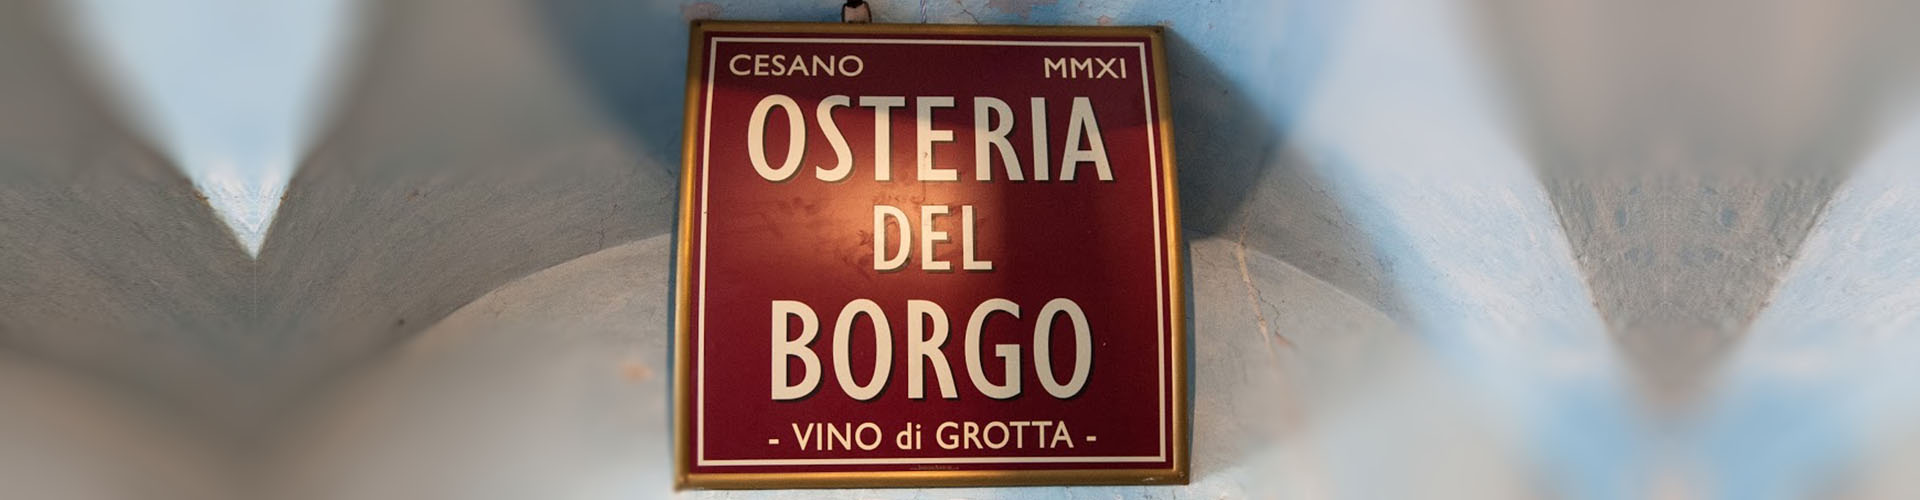 CESANO MMXI
OSTERIA
DEL
BORGO
- VINO di GROTTA -